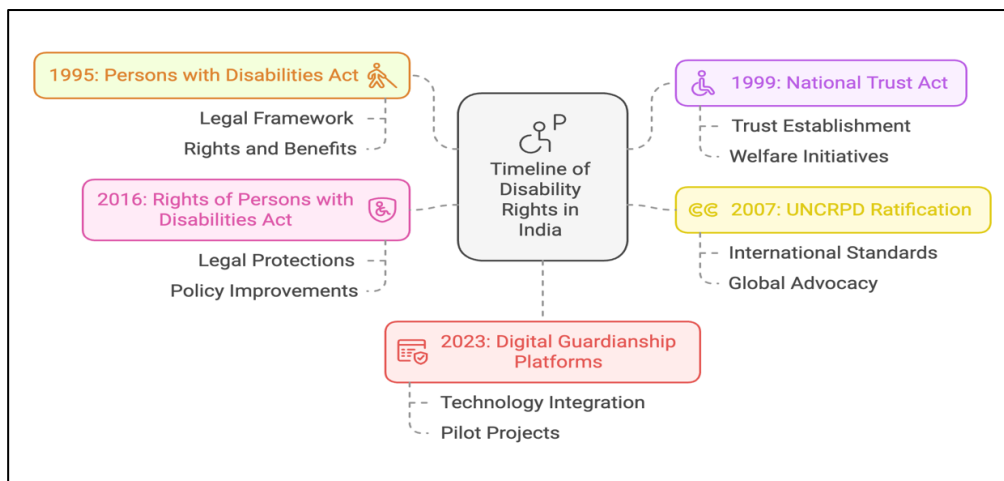 1995: Persons with Disabilities Act
Legal Framework
Rights and Benefits
2016: Rights of Persons with
Disabilities Act
Legal Protections
Policy Improvements
P
Timeline of
Disability
Rights in
India
1999: National Trust Act
Trust Establishment
Welfare Initiatives
CC 2007: UNCRPD Ratification
International Standards
Global Advocacy
2023: Digital Guardianship
Platforms
Technology Integration
Pilot Projects